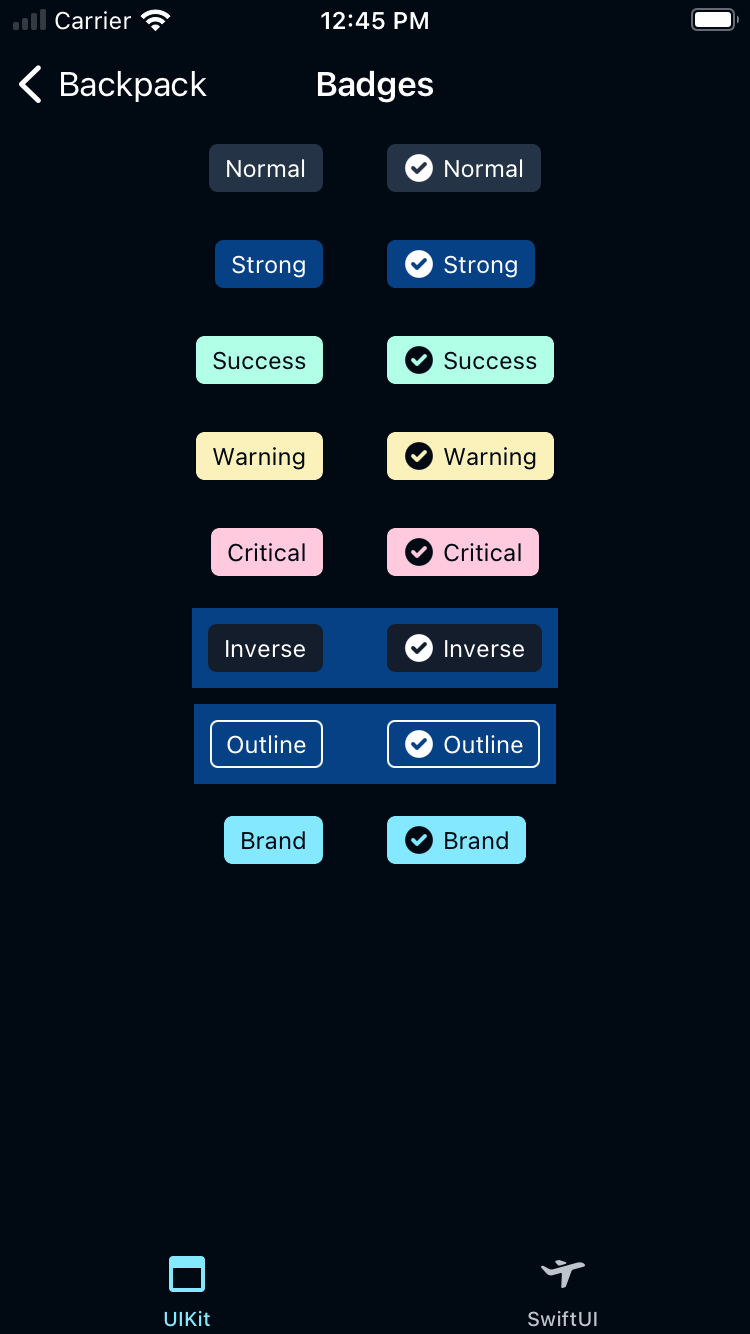 Carrier 12:45 PM
Backpack Badges
Normal Normal
Strong Strong
Success Success
Warning Warning
Critical Critical
Inverse Inverse
Outline Outline
Brand Brand
UIKit SwiftUI